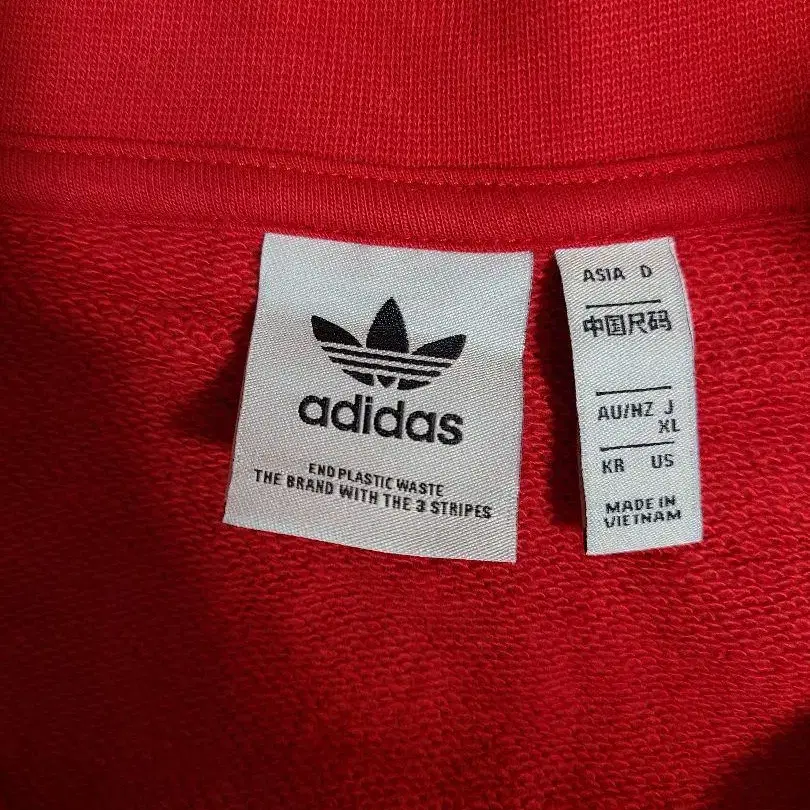 adidas
END PLASTIC WASTE
THE BRAND WITH THE 3 STRIPES
ASIA D
中国尺码
AU/NZ J
XL
KR US
MADE IN
VIETNAM